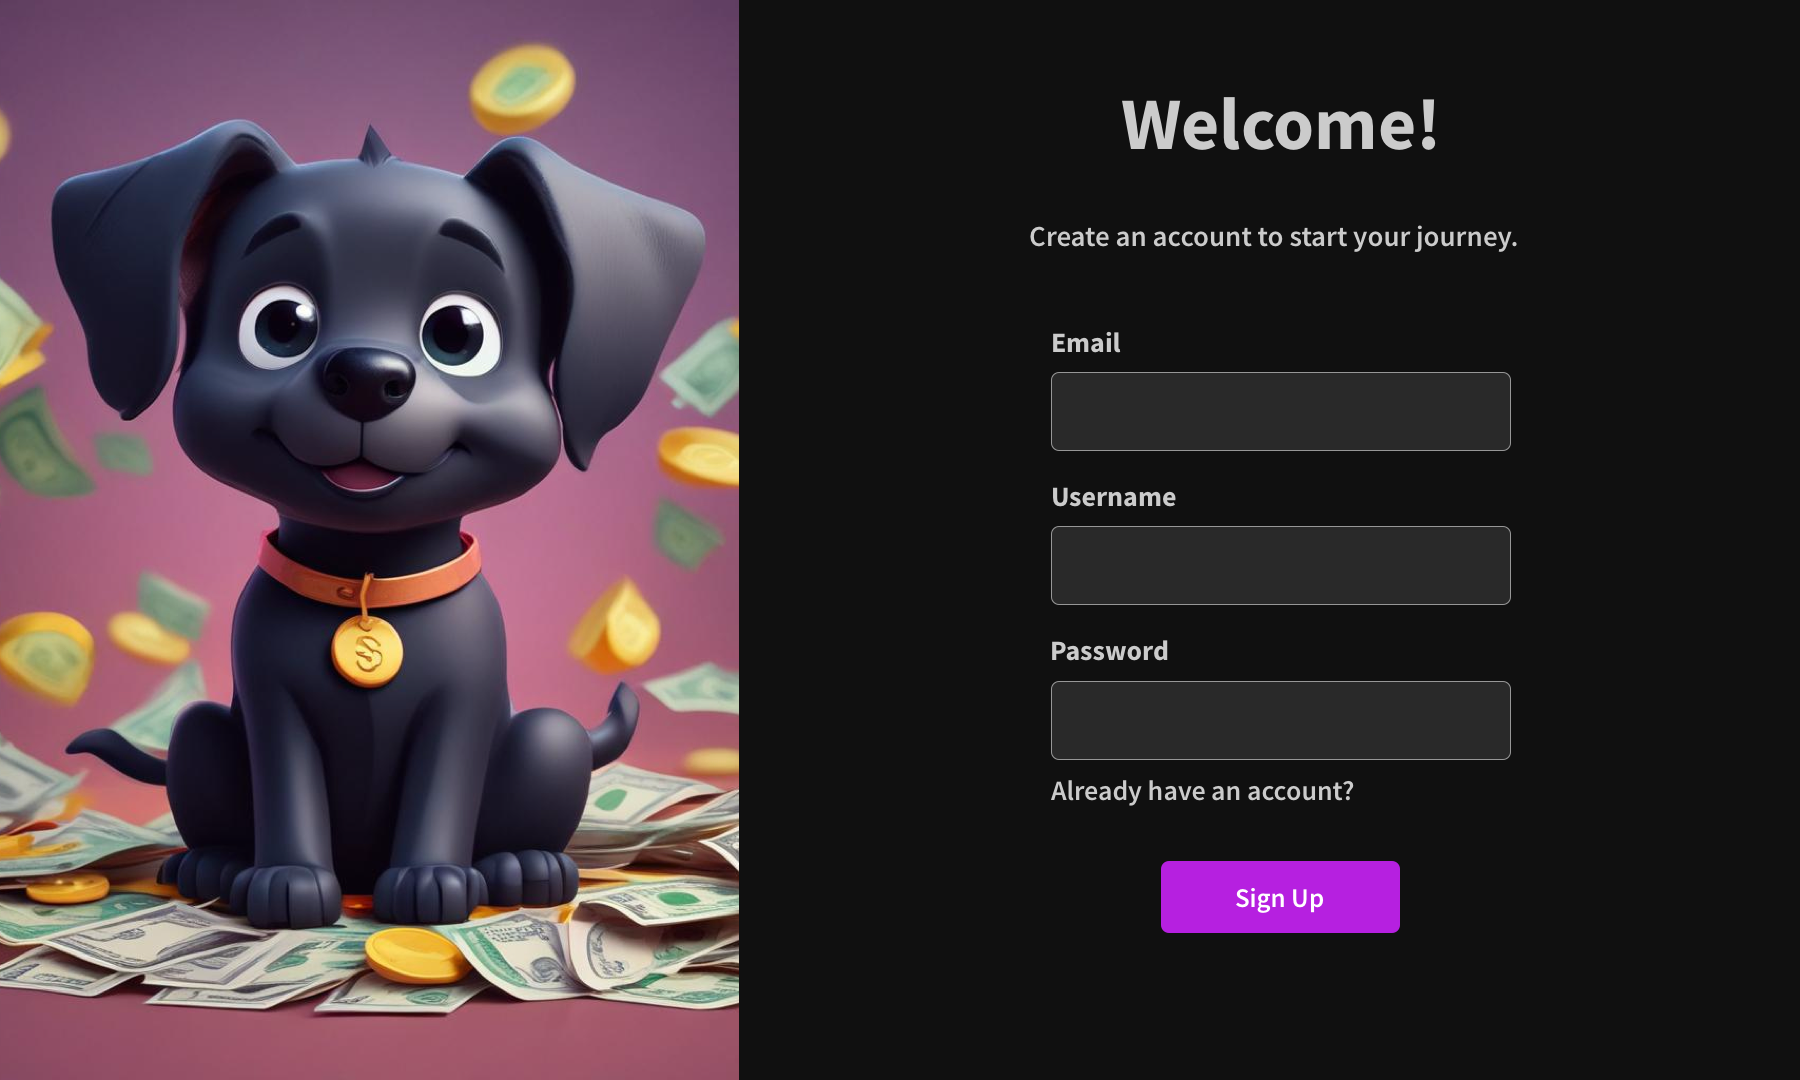 Welcome!
Create an account to start your journey.
Email
Username
Password
Already have an account?
Sign Up